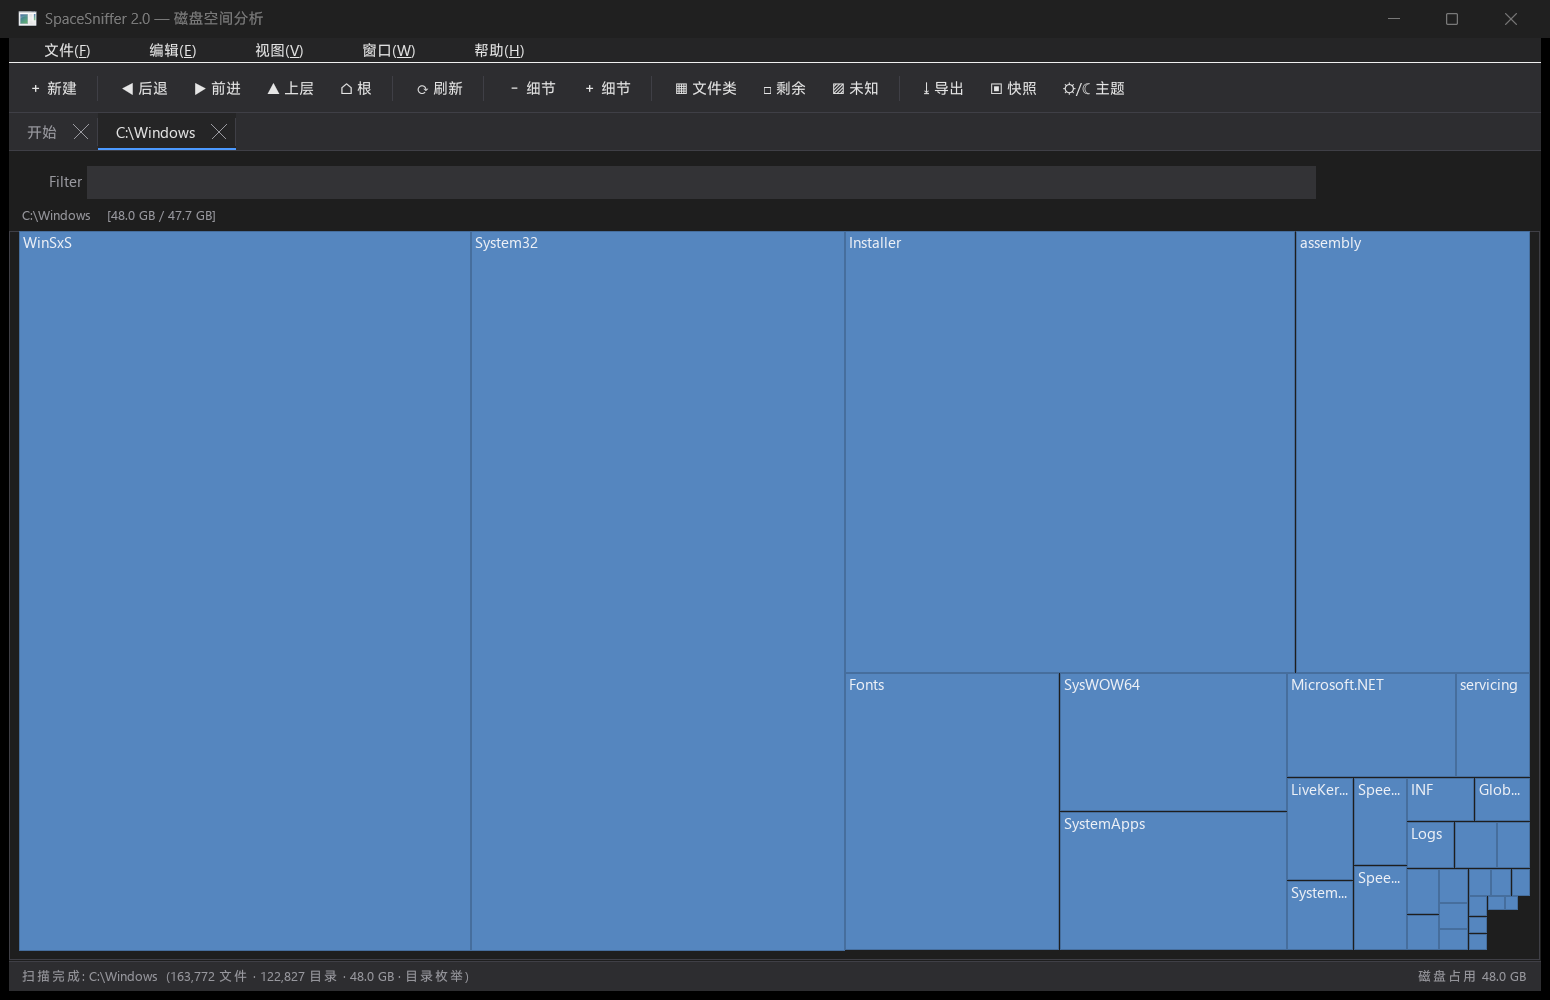 SpaceSniffer 2.0 — 磁盘空间分析
文件(F) 编辑(E) 视图(V) 窗口(W) 帮助(H)
+ 新建 ◀ 后退 ▶ 前进 ▲ 上层 ⌂ 根 ⟳ 刷新 − 细节 + 细节 ▦ 文件类 □ 剩余 ▨ 未知 ⤓ 导出 ▣ 快照 ☼/☾ 主题
开始 C:\Windows
Filter
C:\Windows [48.0 GB / 47.7 GB]
WinSxS System32 Installer assembly
Fonts SysWOW64 Microsoft.NET servicing
LiveKer... Spee... INF Glob...
SystemApps Logs
System... Spee...
扫描完成: C:\Windows (163,772 文件 · 122,827 目录 · 48.0 GB · 目录枚举) 磁盘占用 48.0 GB